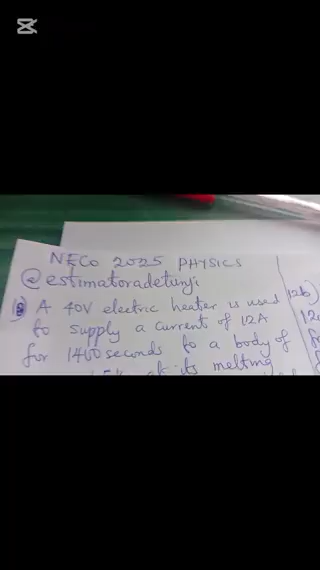 NECO 2025 PHYSICS
@estimatoradetunji
A 40V electric heater is used
to supply a current of 12A
for 1400 seconds to a body of
at its melting
12b)